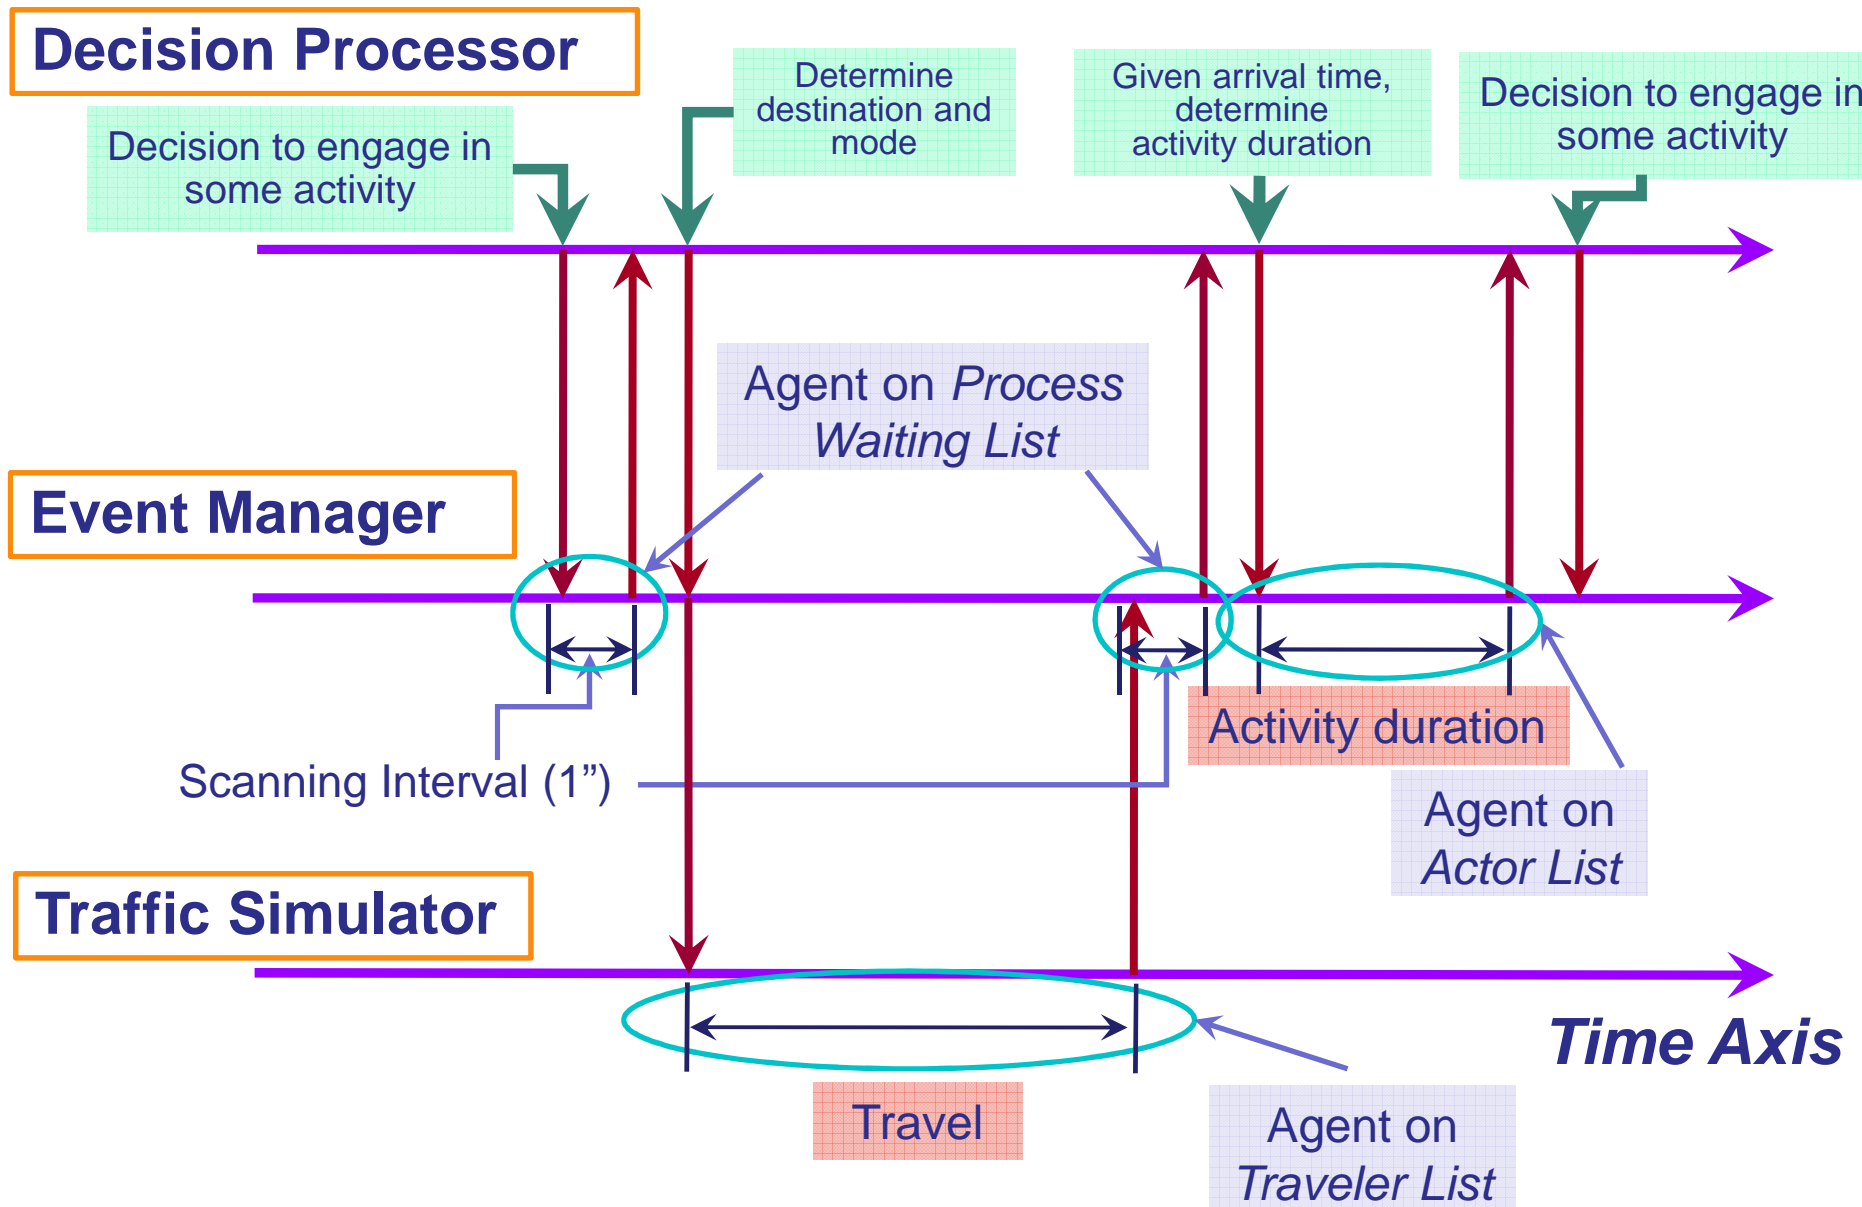 Decision Processor
Decision to engage in
some activity
Determine
destination and
mode
Given arrival time,
determine
activity duration
Decision to engage in
some activity
Agent on Process
Waiting List
Event Manager
Activity duration
Scanning Interval (1”)
Agent on
Actor List
Traffic Simulator
Time Axis
Travel
Agent on
Traveler List